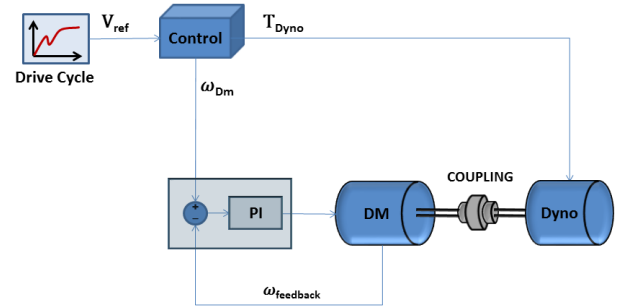 V_ref
Control
T_Dyno
Drive Cycle
ω_Dm
COUPLING
+
−
PI
DM
Dyno
ω_feedback